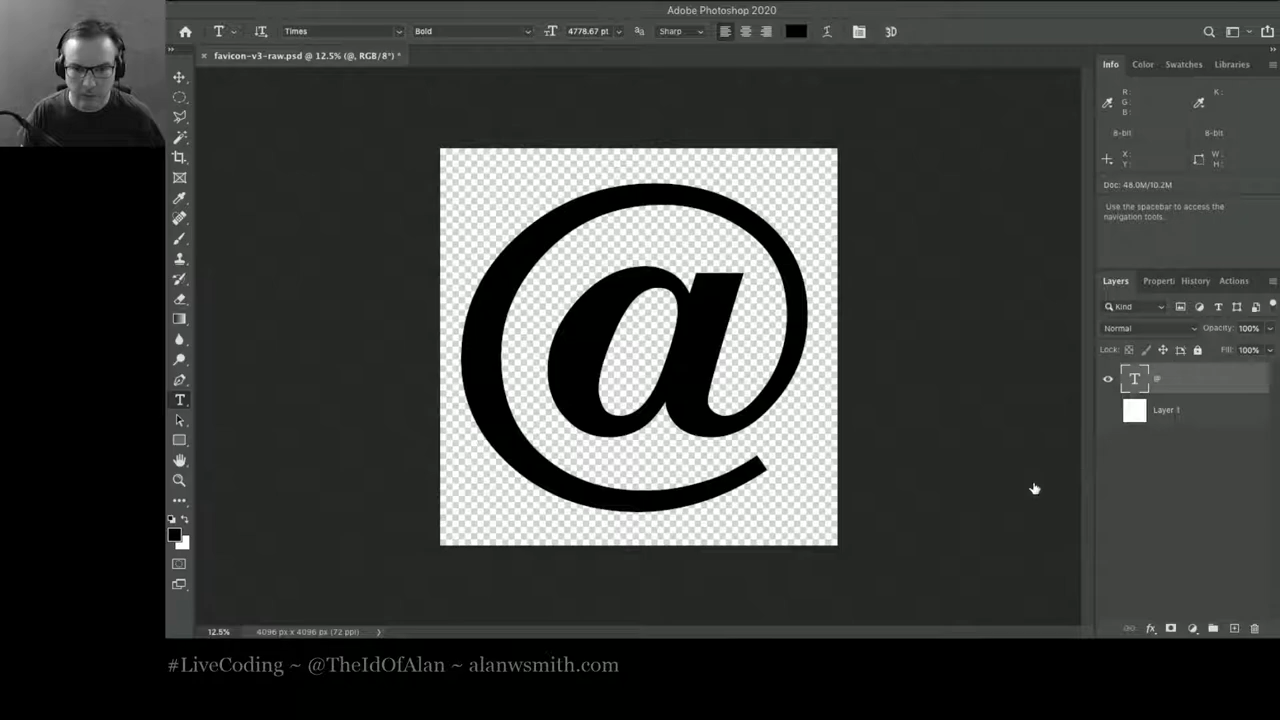 Adobe Photoshop 2020
Times Bold 4778.67 pt Sharp 3D
favicon-v3-raw.psd @ 12.5% (@, RGB/8*) *
Info Color Swatches Libraries
R: K:
G:
B:
8-bit 8-bit
X: W:
Y: H:
Doc: 48.0M/10.2M
Use the spacebar to access the
navigation tools.
@
Layers Properti History Actions
Kind
Normal Opacity: 100%
Lock: Fill: 100%
T @
Layer 1
fx
12.5% 4096 px x 4096 px (72 ppi)
#LiveCoding ~ @TheIdOfAlan ~ alanwsmith.com